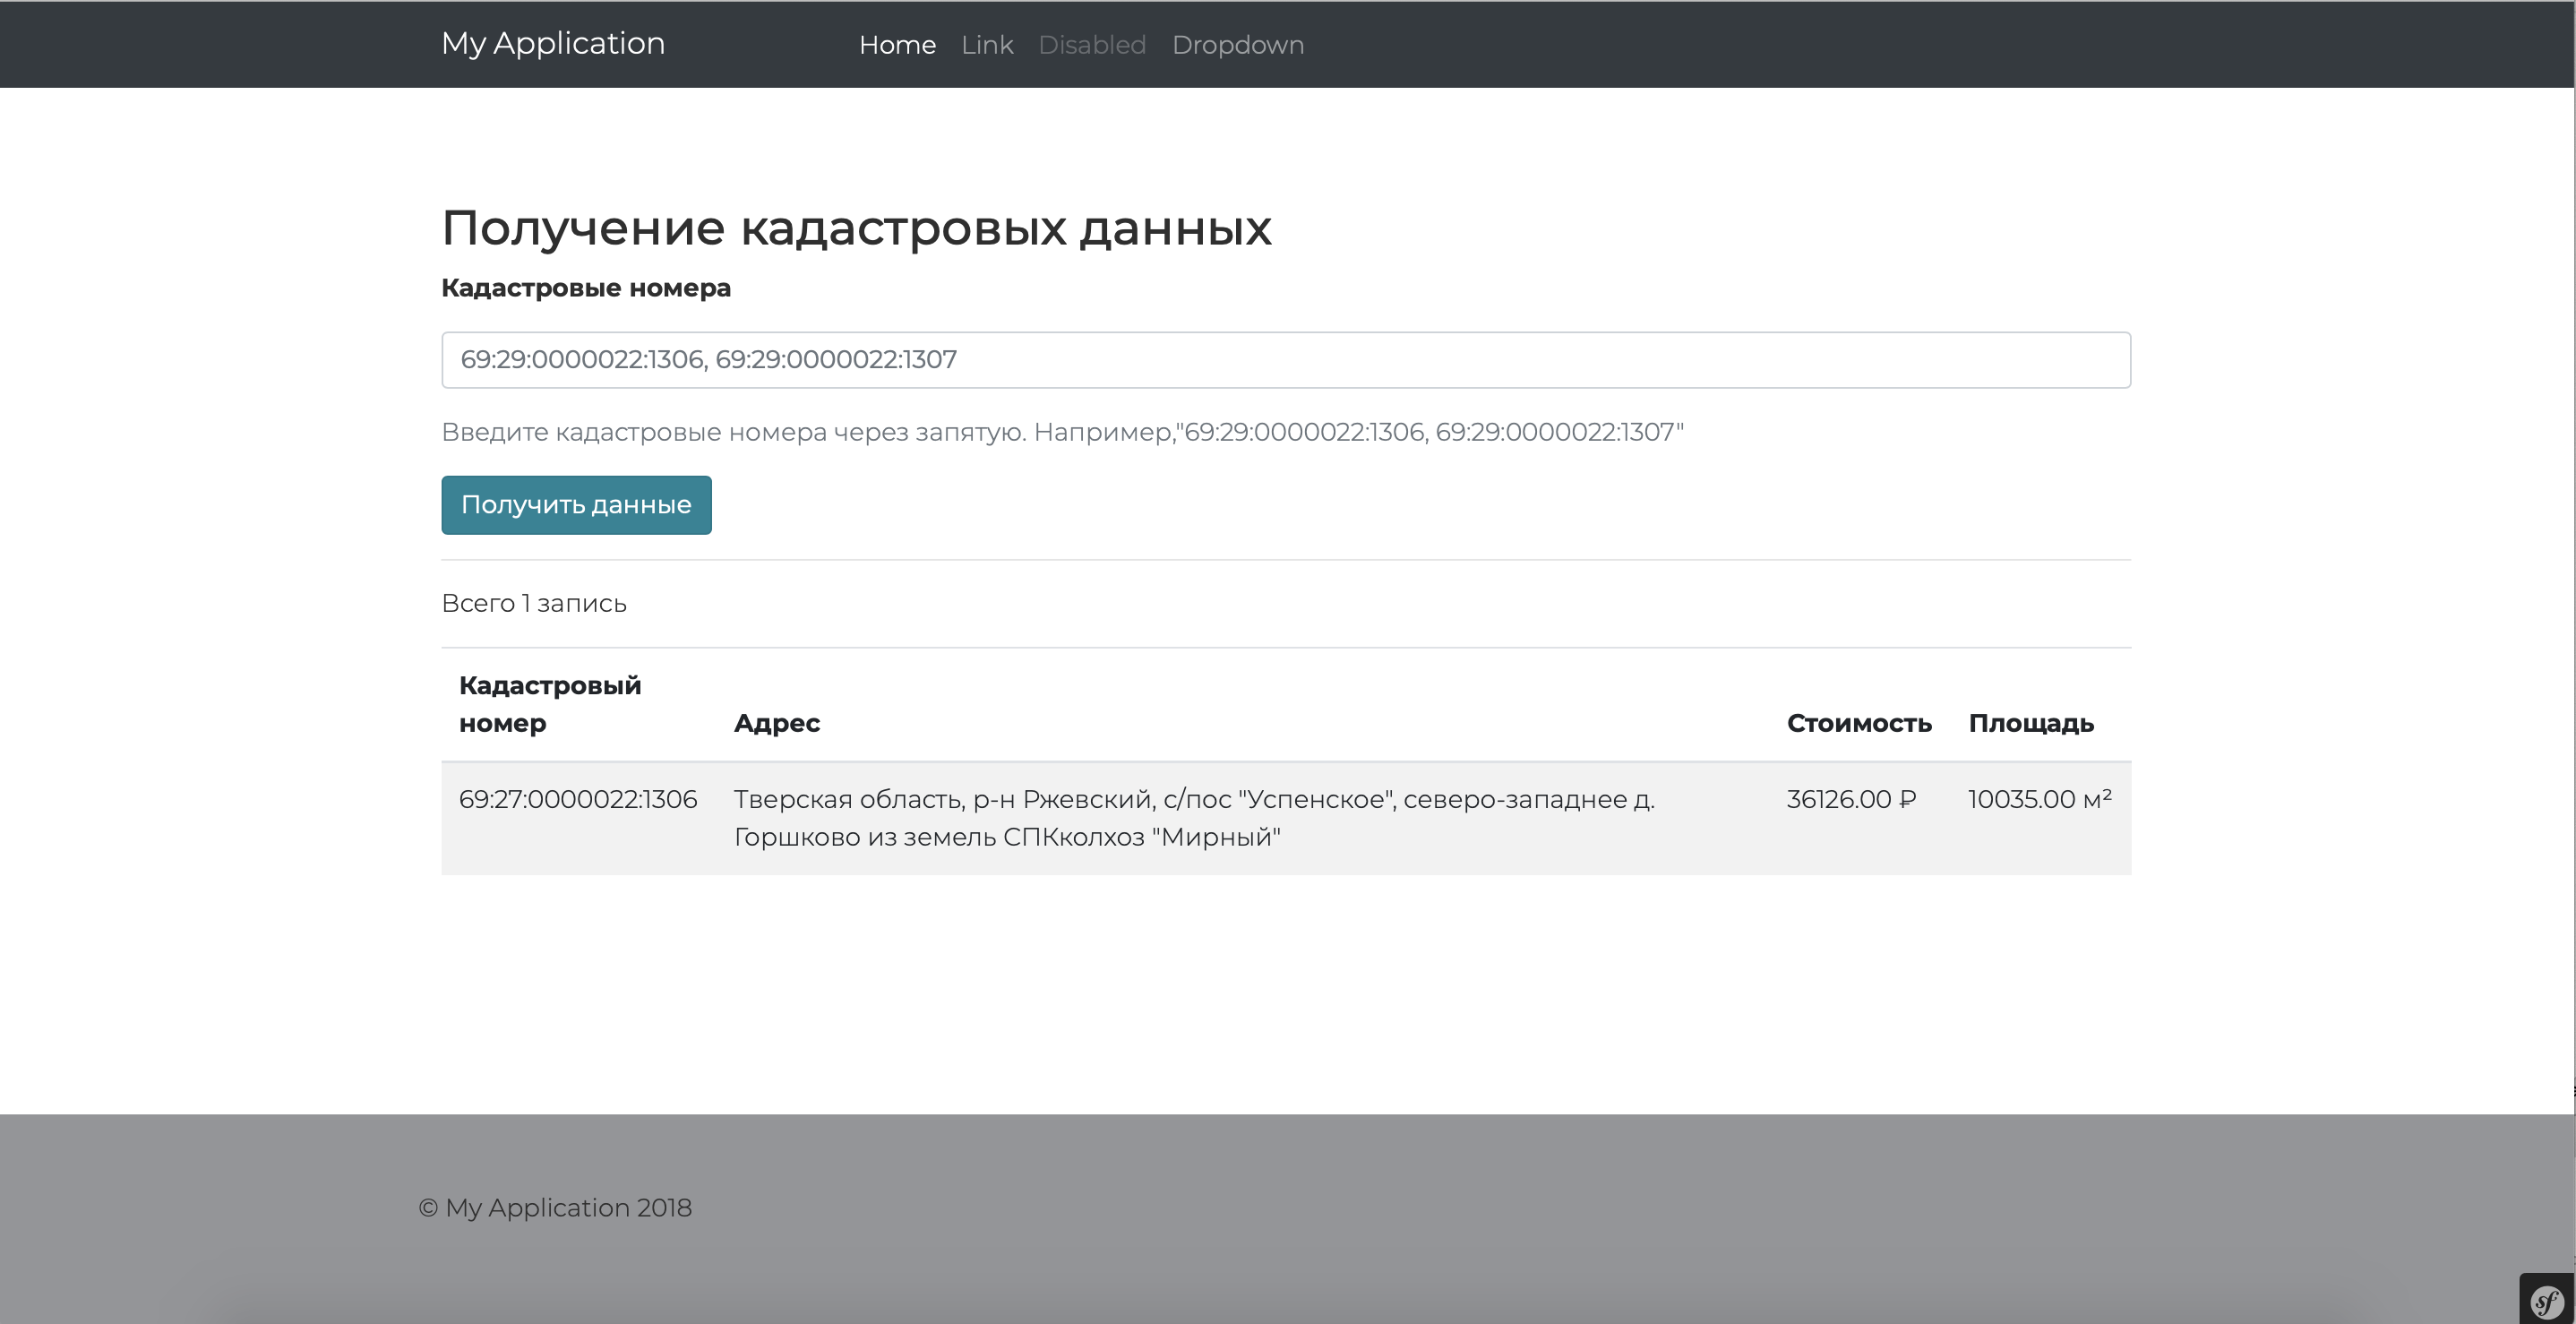 My Application
Home Link Disabled Dropdown
Получение кадастровых данных
Кадастровые номера
69:29:0000022:1306, 69:29:0000022:1307
Введите кадастровые номера через запятую. Например,"69:29:0000022:1306, 69:29:0000022:1307"
Получить данные
Всего 1 запись
Кадастровый
номер Адрес Стоимость Площадь
69:27:0000022:1306 Тверская область, р-н Ржевский, с/пос "Успенское", северо-западнее д. 36126.00 ₽ 10035.00 м²
Горшково из земель СПКколхоз "Мирный"
© My Application 2018
sf